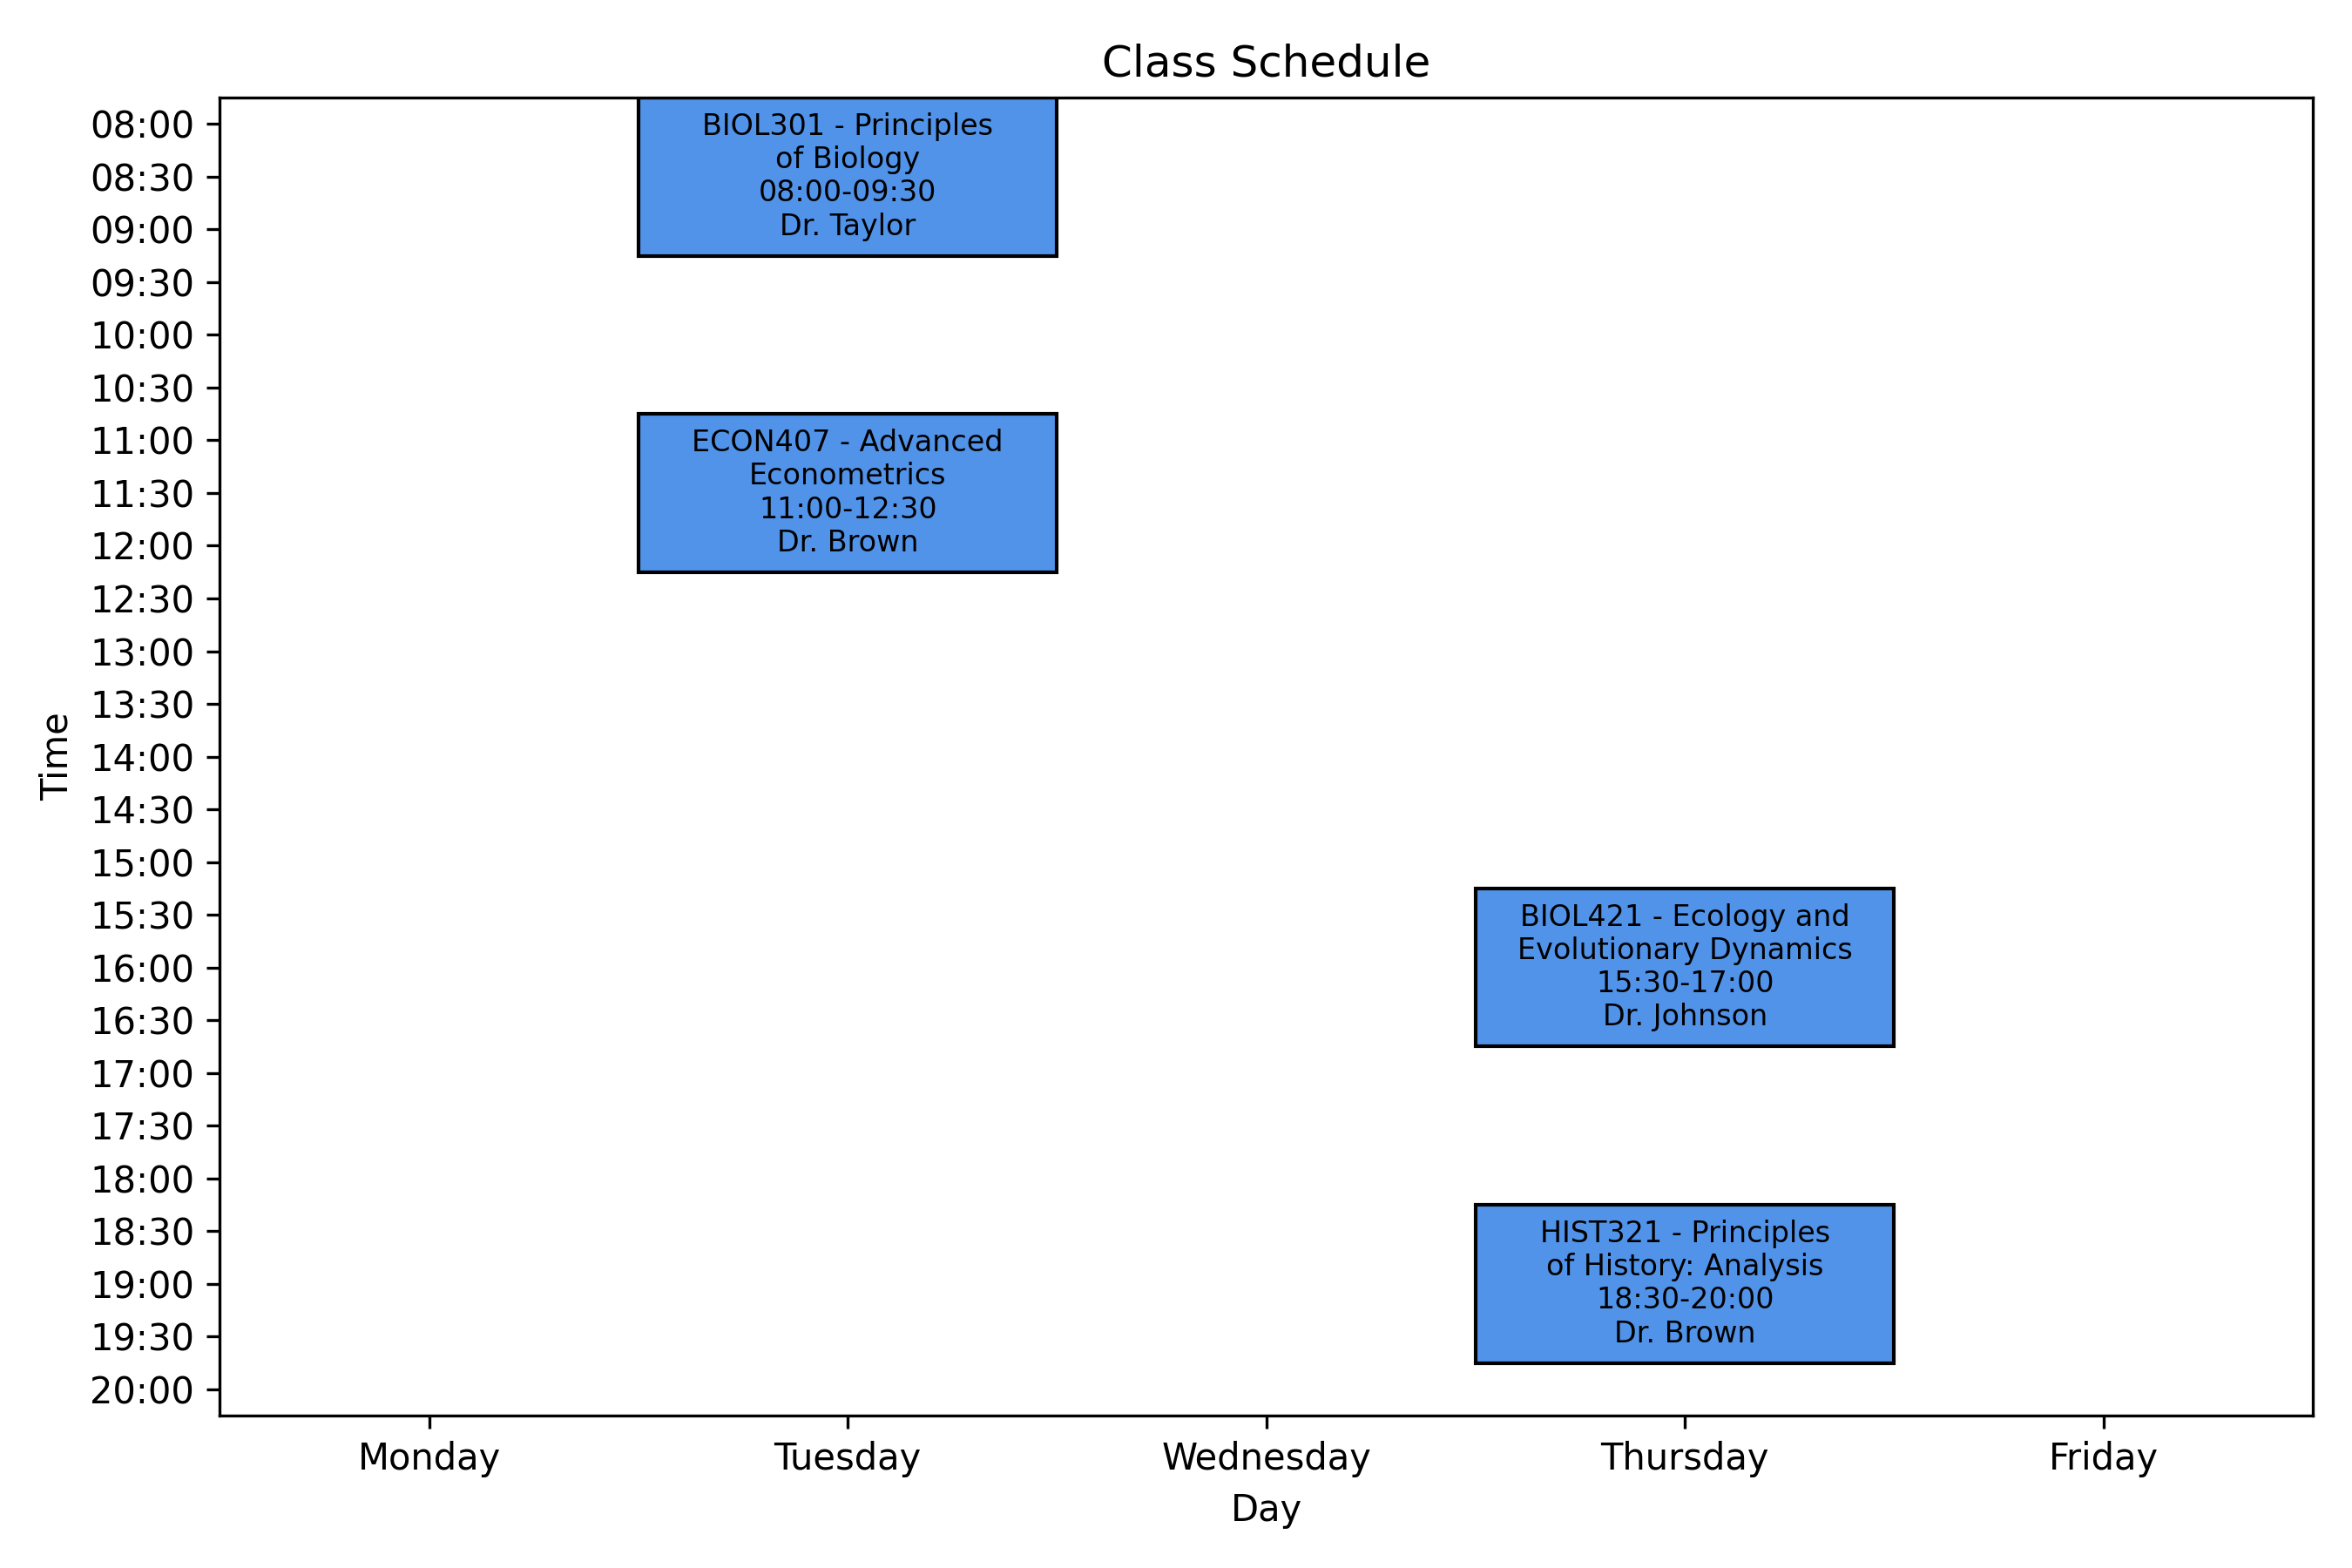 Class Schedule
Time
08:00
08:30
09:00
09:30
10:00
10:30
11:00
11:30
12:00
12:30
13:00
13:30
14:00
14:30
15:00
15:30
16:00
16:30
17:00
17:30
18:00
18:30
19:00
19:30
20:00
BIOL301 - Principles
of Biology
08:00-09:30
Dr. Taylor
ECON407 - Advanced
Econometrics
11:00-12:30
Dr. Brown
BIOL421 - Ecology and
Evolutionary Dynamics
15:30-17:00
Dr. Johnson
HIST321 - Principles
of History: Analysis
18:30-20:00
Dr. Brown
Monday
Tuesday
Wednesday
Thursday
Friday
Day